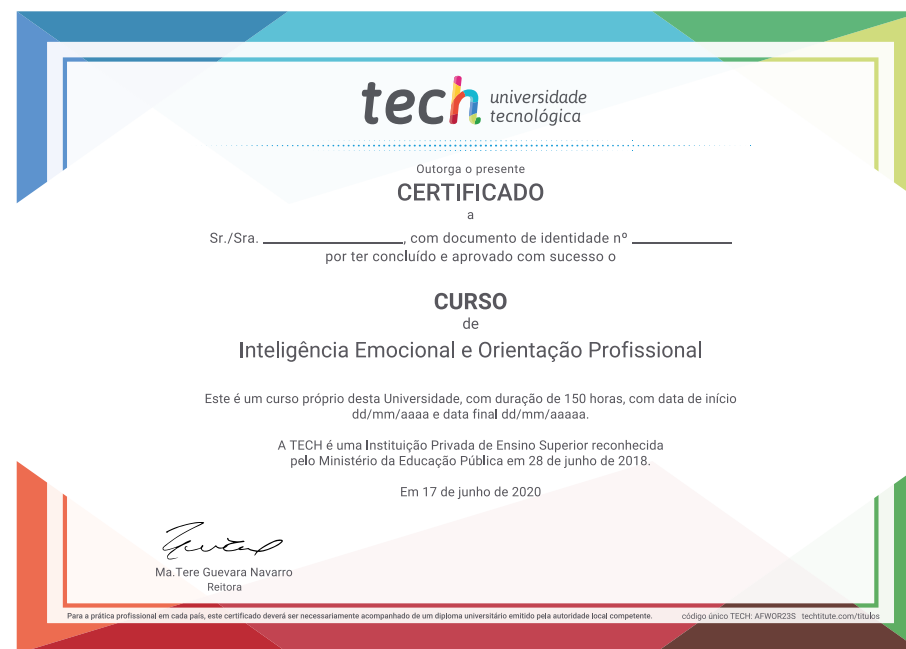 tech universidade
tecnológica
Outorga o presente
CERTIFICADO
a
Sr./Sra. ____________________, com documento de identidade nº ______________
por ter concluído e aprovado com sucesso o
CURSO
de
Inteligência Emocional e Orientação Profissional
Este é um curso próprio desta Universidade, com duração de 150 horas, com data de início
dd/mm/aaaa e data final dd/mm/aaaaa.
A TECH é uma Instituição Privada de Ensino Superior reconhecida
pelo Ministério da Educação Pública em 28 de junho de 2018.
Em 17 de junho de 2020
Ma.Tere Guevara Navarro
Reitora
Para a prática profissional em cada país, este certificado deverá ser necessariamente acompanhado de um diploma universitário emitido pela autoridade local competente. código único TECH: AFWOR23S techtitute.com/titulos